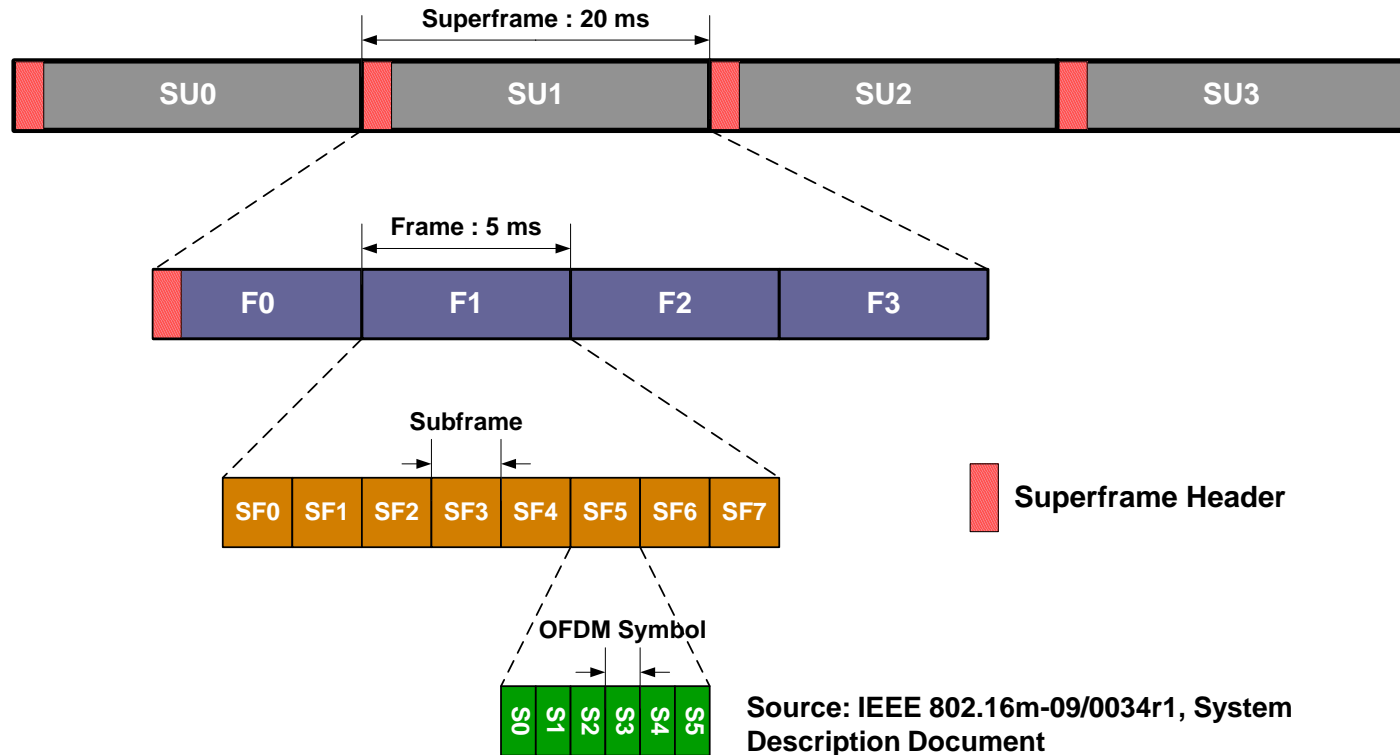 Superframe : 20 ms
SU0 SU1 SU2 SU3
Frame : 5 ms
F0 F1 F2 F3
Subframe
SF0 SF1 SF2 SF3 SF4 SF5 SF6 SF7
Superframe Header
OFDM Symbol
S0 S1 S2 S3 S4 S5
Source: IEEE 802.16m-09/0034r1, System
Description Document